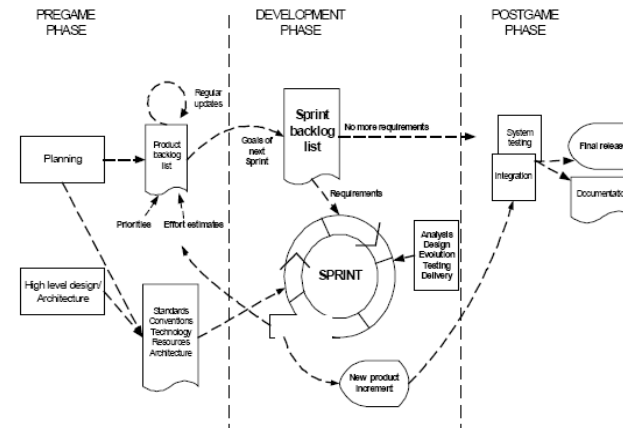 PREGAME
PHASE
DEVELOPMENT
PHASE
POSTGAME
PHASE
Regular
updates
Planning
Product
backlog
list
Goals of
next
Sprint
Sprint
backlog
list
No more requirements
System
testing
Integration
Final releas
Documentatio
Priorities
Effort estimates
Requirements
High level design/
Architecture
Standards
Conventions
Technology
Resources
Architecture
SPRINT
Analysis
Design
Evolution
Testing
Delivery
New product
increment